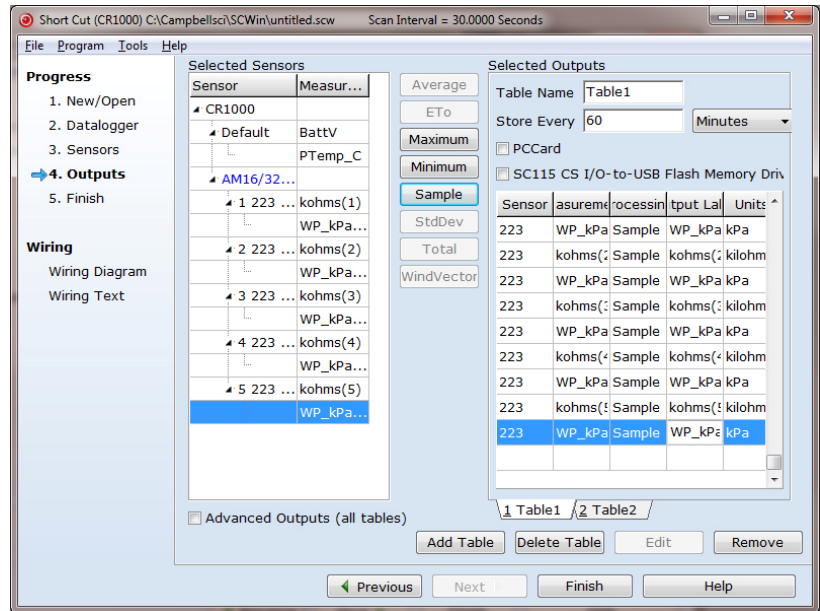 Short Cut (CR1000) C:\Campbellsci\SCWin\untitled.scw Scan Interval = 30.0000 Seconds
File Program Tools Help
Progress
1. New/Open
2. Datalogger
3. Sensors
4. Outputs
5. Finish
Wiring
Wiring Diagram
Wiring Text
Selected Sensors
Sensor Measur...
CR1000
Default BattV
PTemp_C
AM16/32...
1 223 ... kohms(1)
WP_kPa...
2 223 ... kohms(2)
WP_kPa...
3 223 ... kohms(3)
WP_kPa...
4 223 ... kohms(4)
WP_kPa...
5 223 ... kohms(5)
WP_kPa...
Advanced Outputs (all tables)
Average
ETo
Maximum
Minimum
Sample
StdDev
Total
WindVector
Selected Outputs
Table Name Table1
Store Every 60 Minutes
PCCard
SC115 CS I/O-to-USB Flash Memory Driv
Sensor asureme rocessin tput Lal Units
223 WP_kPa Sample WP_kPa kPa
223 kohms(2 Sample kohms(2 kilohm
223 WP_kPa Sample WP_kPa kPa
223 kohms(3 Sample kohms(3 kilohm
223 WP_kPa Sample WP_kPa kPa
223 kohms(4 Sample kohms(4 kilohm
223 WP_kPa Sample WP_kPa kPa
223 kohms(5 Sample kohms(5 kilohm
223 WP_kPa Sample WP_kPa kPa
1 Table1 2 Table2
Add Table Delete Table Edit Remove
Previous Next Finish Help